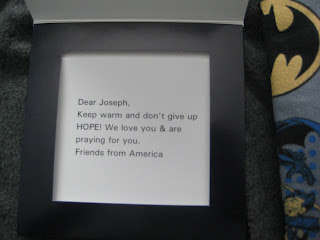 Dear Joseph,
Keep warm and don't give up
HOPE! We love you & are
praying for you.
Friends from America